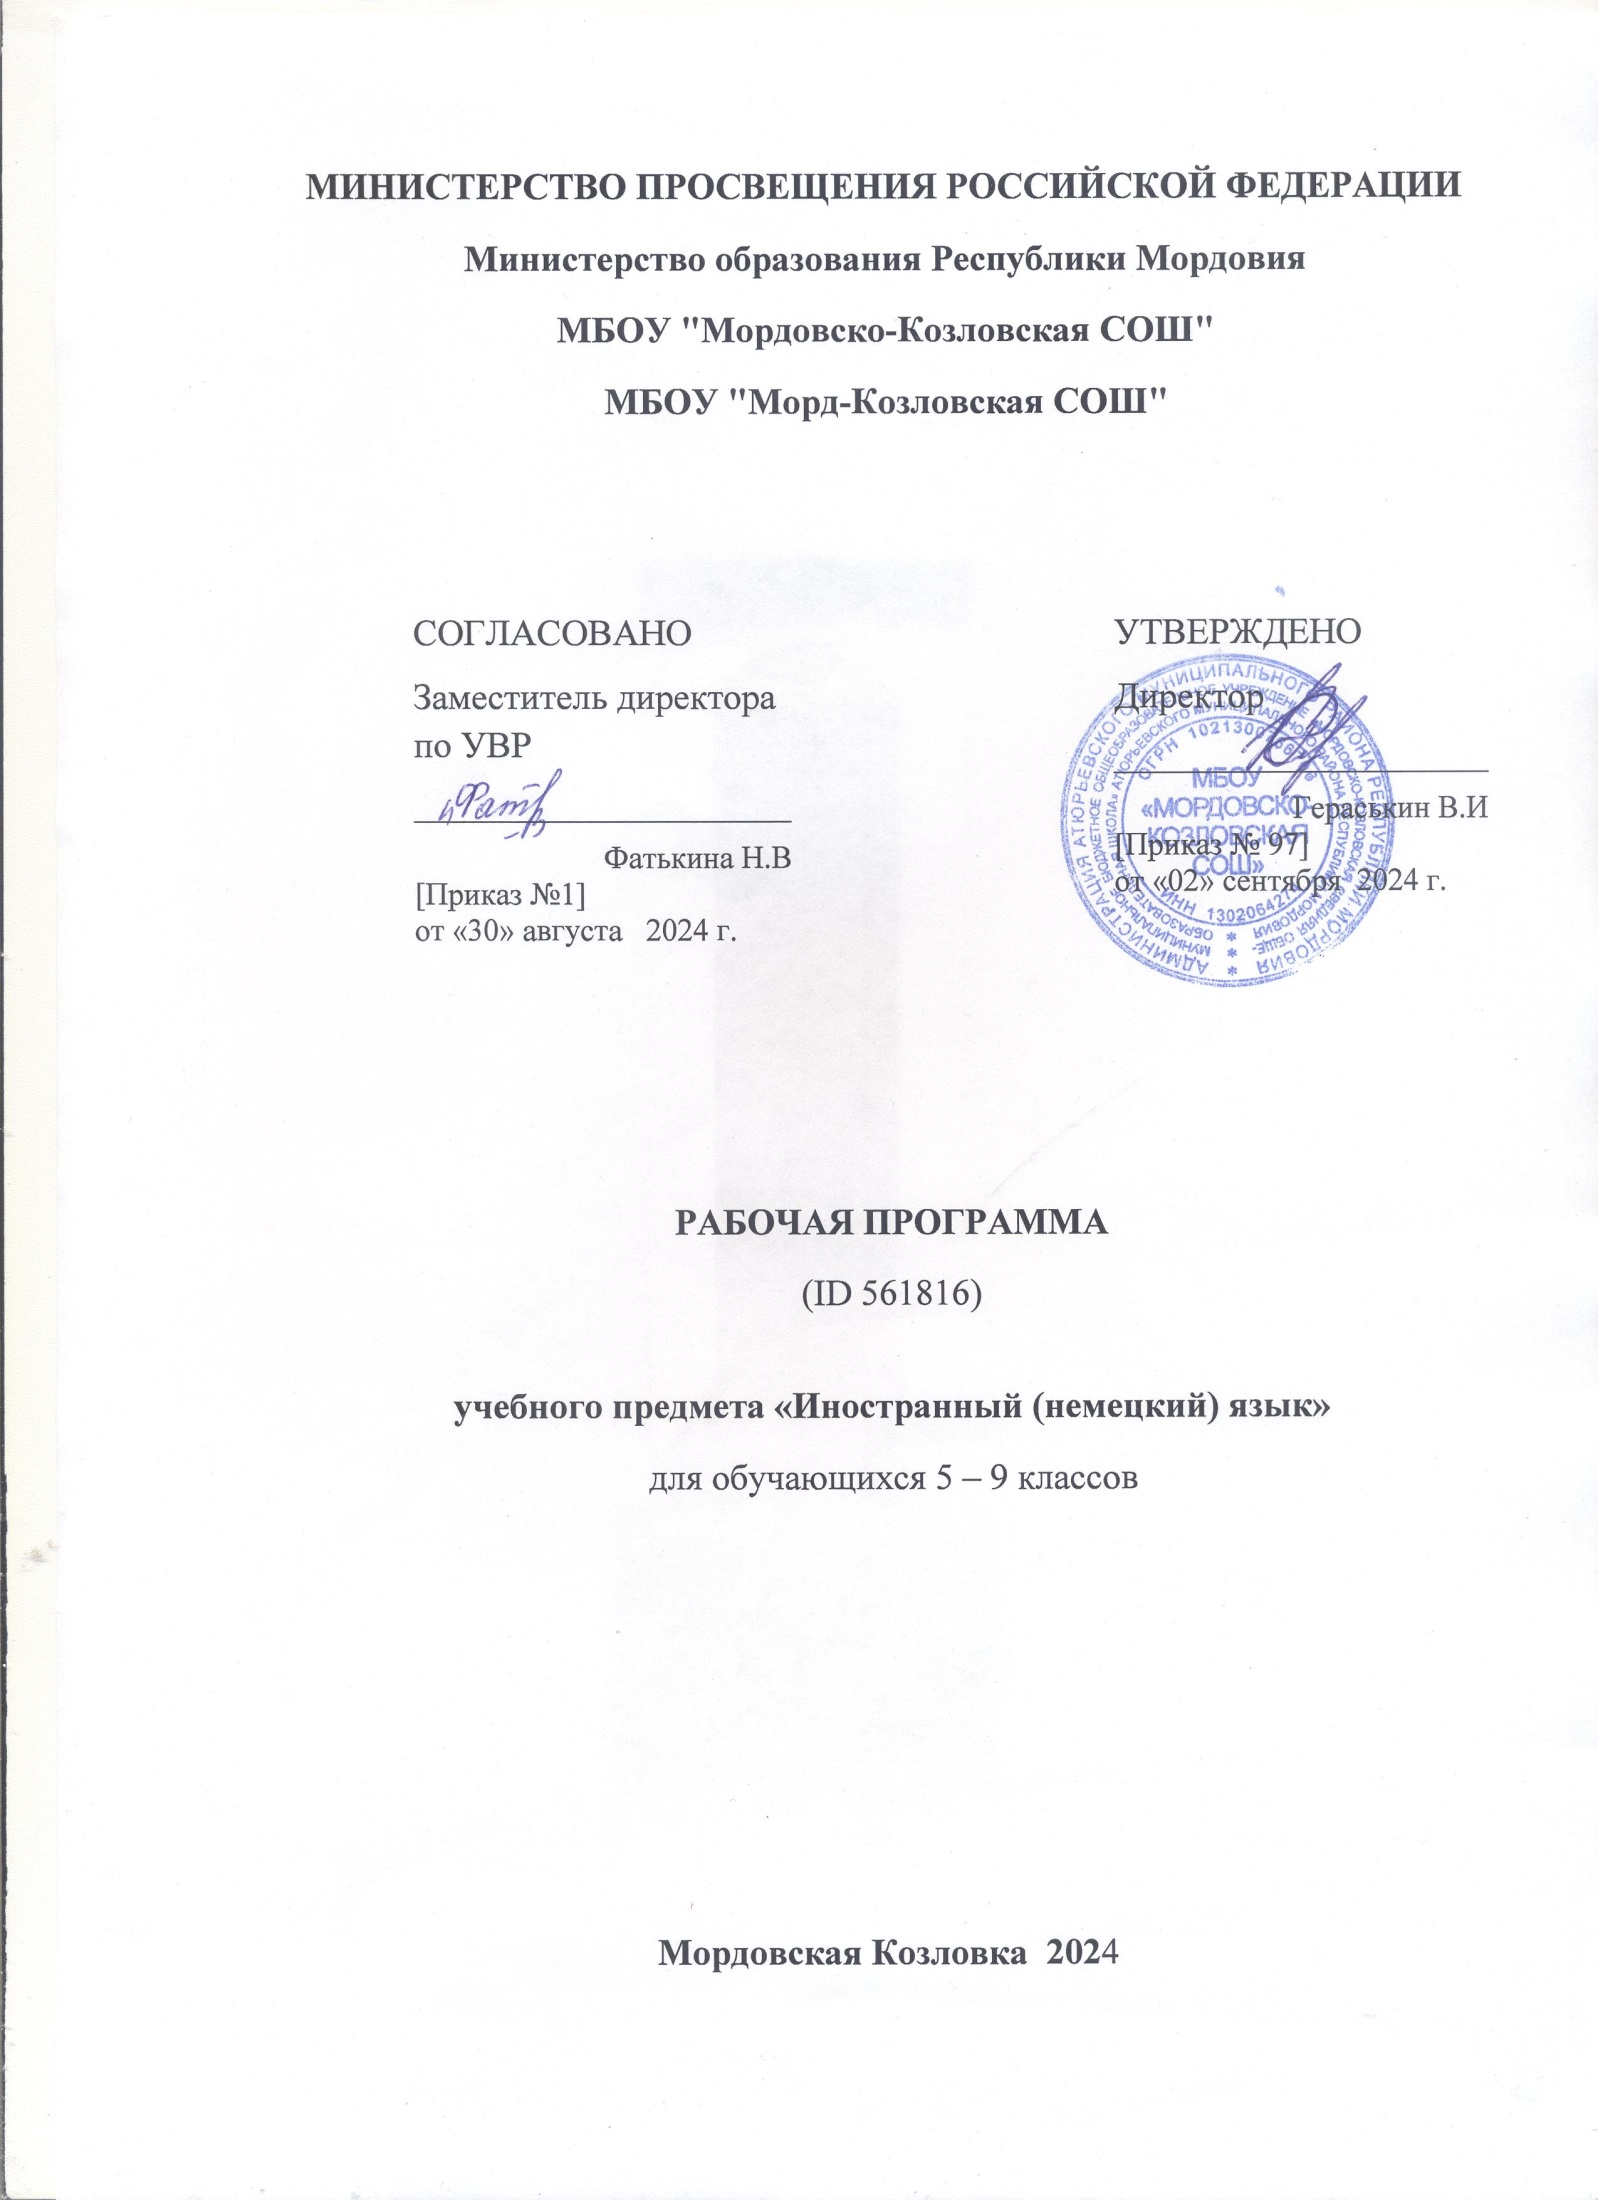 МИНИСТЕРСТВО ПРОСВЕЩЕНИЯ РОССИЙСКОЙ ФЕДЕРАЦИИ
Министерство образования Республики Мордовия
МБОУ "Мордовско-Козловская СОШ"
МБОУ "Морд-Козловская СОШ"
СОГЛАСОВАНО
Заместитель директора
по УВР
Фатькина Н.В
[Приказ №1]
от «30» августа 2024 г.
УТВЕРЖДЕНО
Директор
Гераськин В.И
[Приказ № 97]
от «02» сентября 2024 г.
МБОУ
«МОРДОВСКО-
КОЗЛОВСКАЯ
СОШ»
РАБОЧАЯ ПРОГРАММА
(ID 561816)
учебного предмета «Иностранный (немецкий) язык»
для обучающихся 5 – 9 классов
Мордовская Козловка 2024